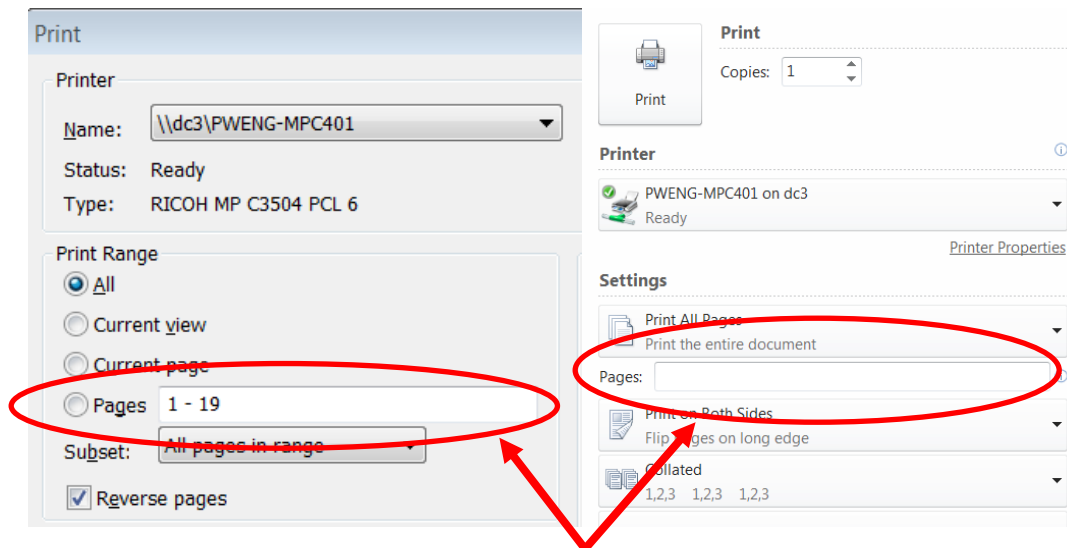 Print
Printer
Name: \\dc3\PWENG-MPC401
Status: Ready
Type: RICOH MP C3504 PCL 6
Print Range
All
Current view
Current page
Pages 1 - 19
Subset: All pages in range
Reverse pages
Print
Print
Copies: 1
Printer
PWENG-MPC401 on dc3
Ready
Printer Properties
Settings
Print All Pages
Print the entire document
Pages:
Print on Both Sides
Flip pages on long edge
Collated
1,2,3 1,2,3 1,2,3